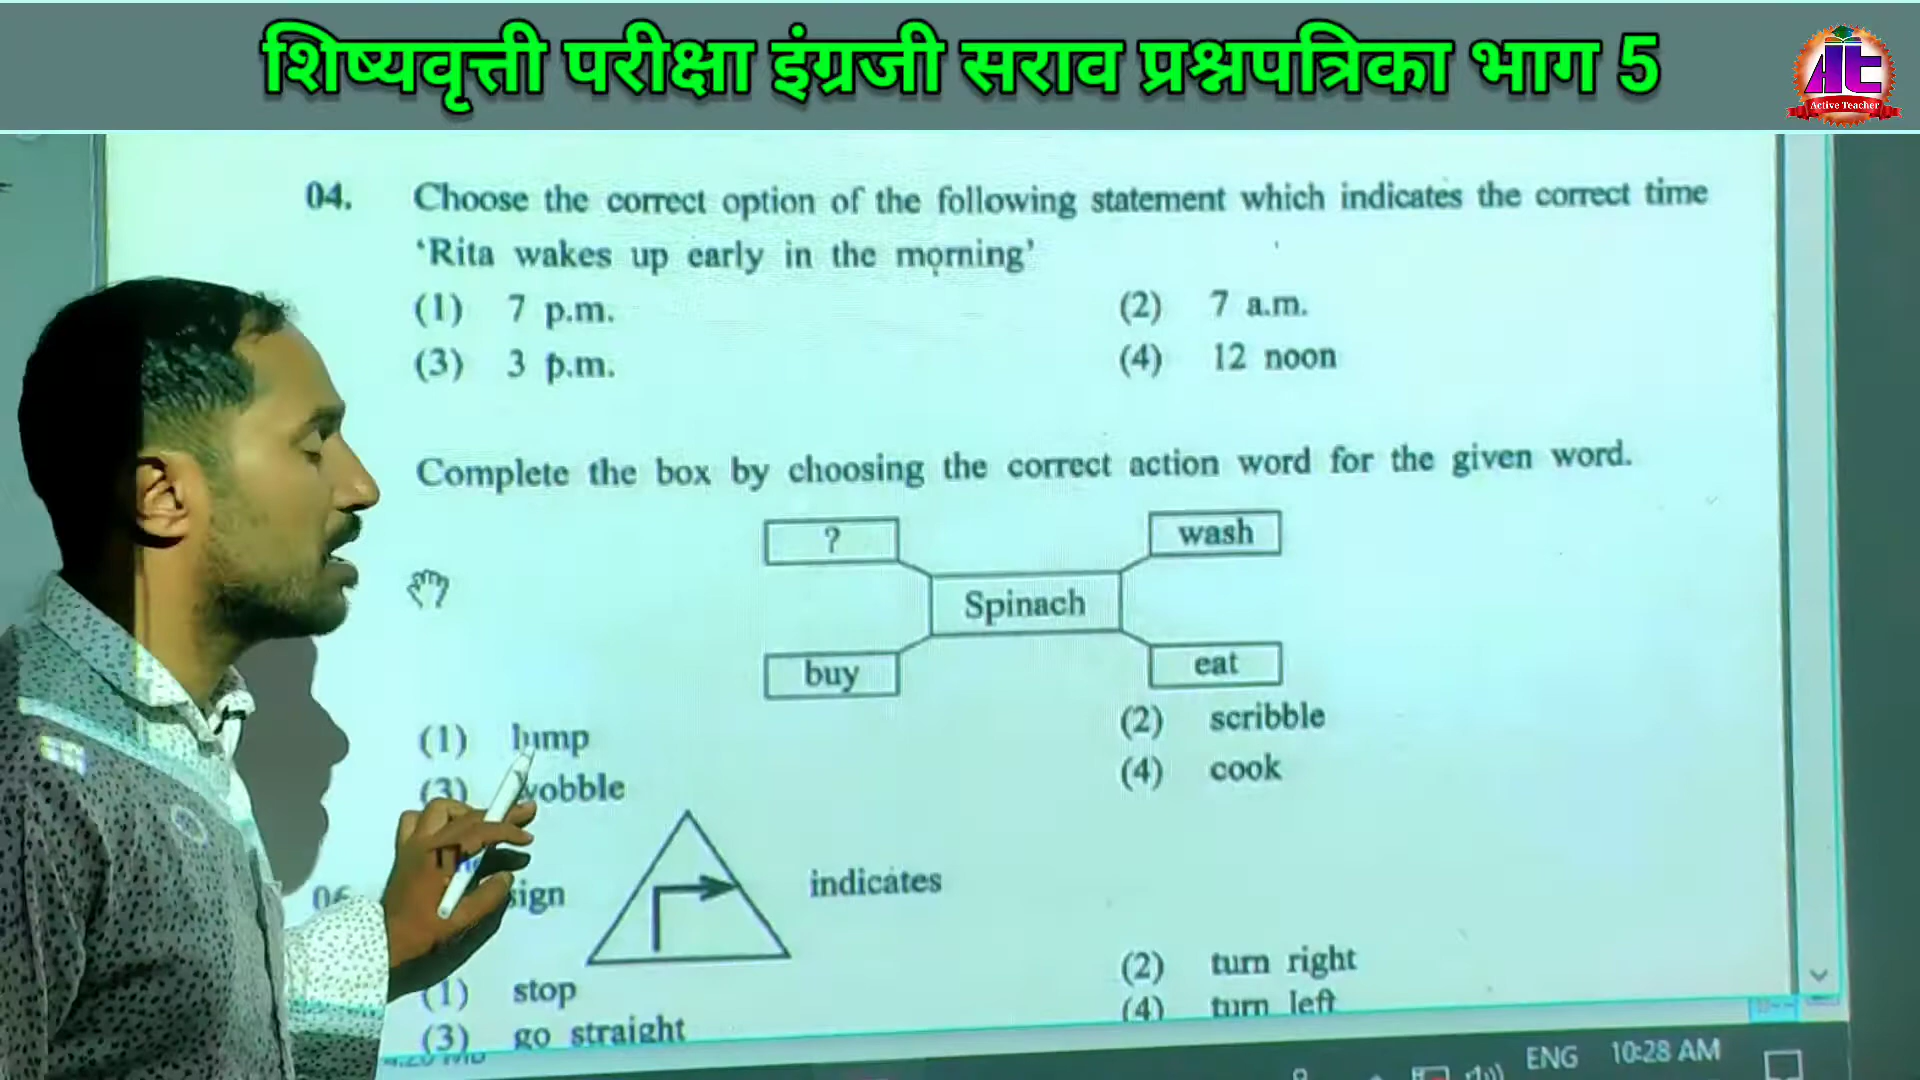 शिष्यवृत्ती परीक्षा इंग्रजी सराव प्रश्नपत्रिका भाग 5
AT
Active Teacher
04. Choose the correct option of the following statement which indicates the correct time
‘Rita wakes up early in the morning’
(1) 7 p.m. (2) 7 a.m.
(3) 3 p.m. (4) 12 noon
Complete the box by choosing the correct action word for the given word.
? wash
Spinach
buy eat
(1) lump (2) scribble
(3) wobble (4) cook
sign indicates
(1) stop (2) turn right
(3) go straight (4) turn left
ENG 10:28 AM